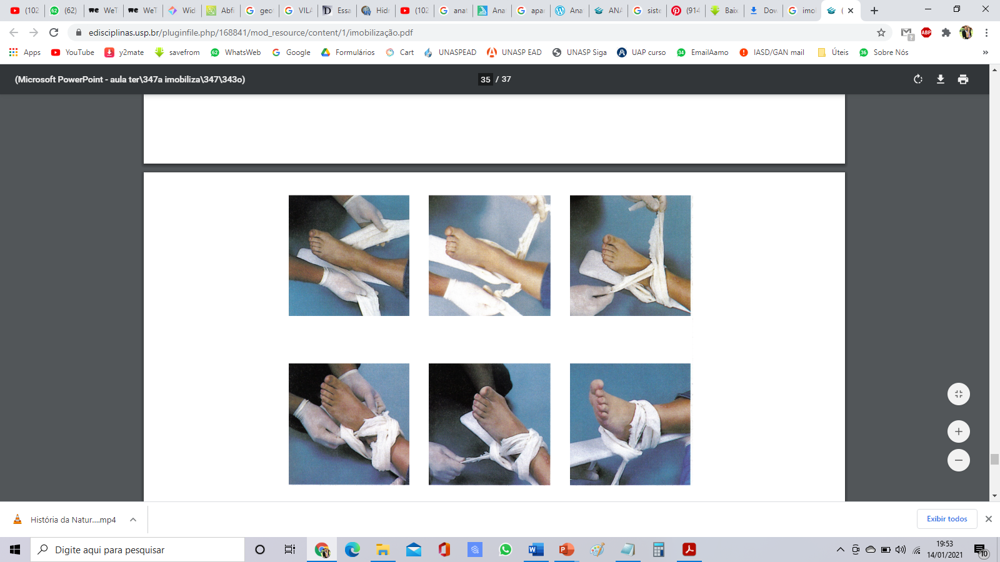 (102
(62)
WeT
WeT
Wid
Abfi
geo
VILA
Essa
Hidr
(102
anat
Ana
apa
Ana
ANA
siste
(914
Baix
Dov
imol
(
edisciplinas.usp.br/pluginfile.php/168841/mod_resource/content/1/imobilização.pdf
Apps
YouTube
y2mate
savefrom
WhatsWeb
Google
Formulários
Cart
UNASPEAD
UNASP EAD
UNASP Siga
UAP curso
EmailAamo
IASD/GAN mail
Úteis
Sobre Nós
(Microsoft PowerPoint - aula ter\347a imobiliza\347\343o)
35 / 37
História da Natur....mp4
Exibir todos
Digite aqui para pesquisar
19:53
14/01/2021
10